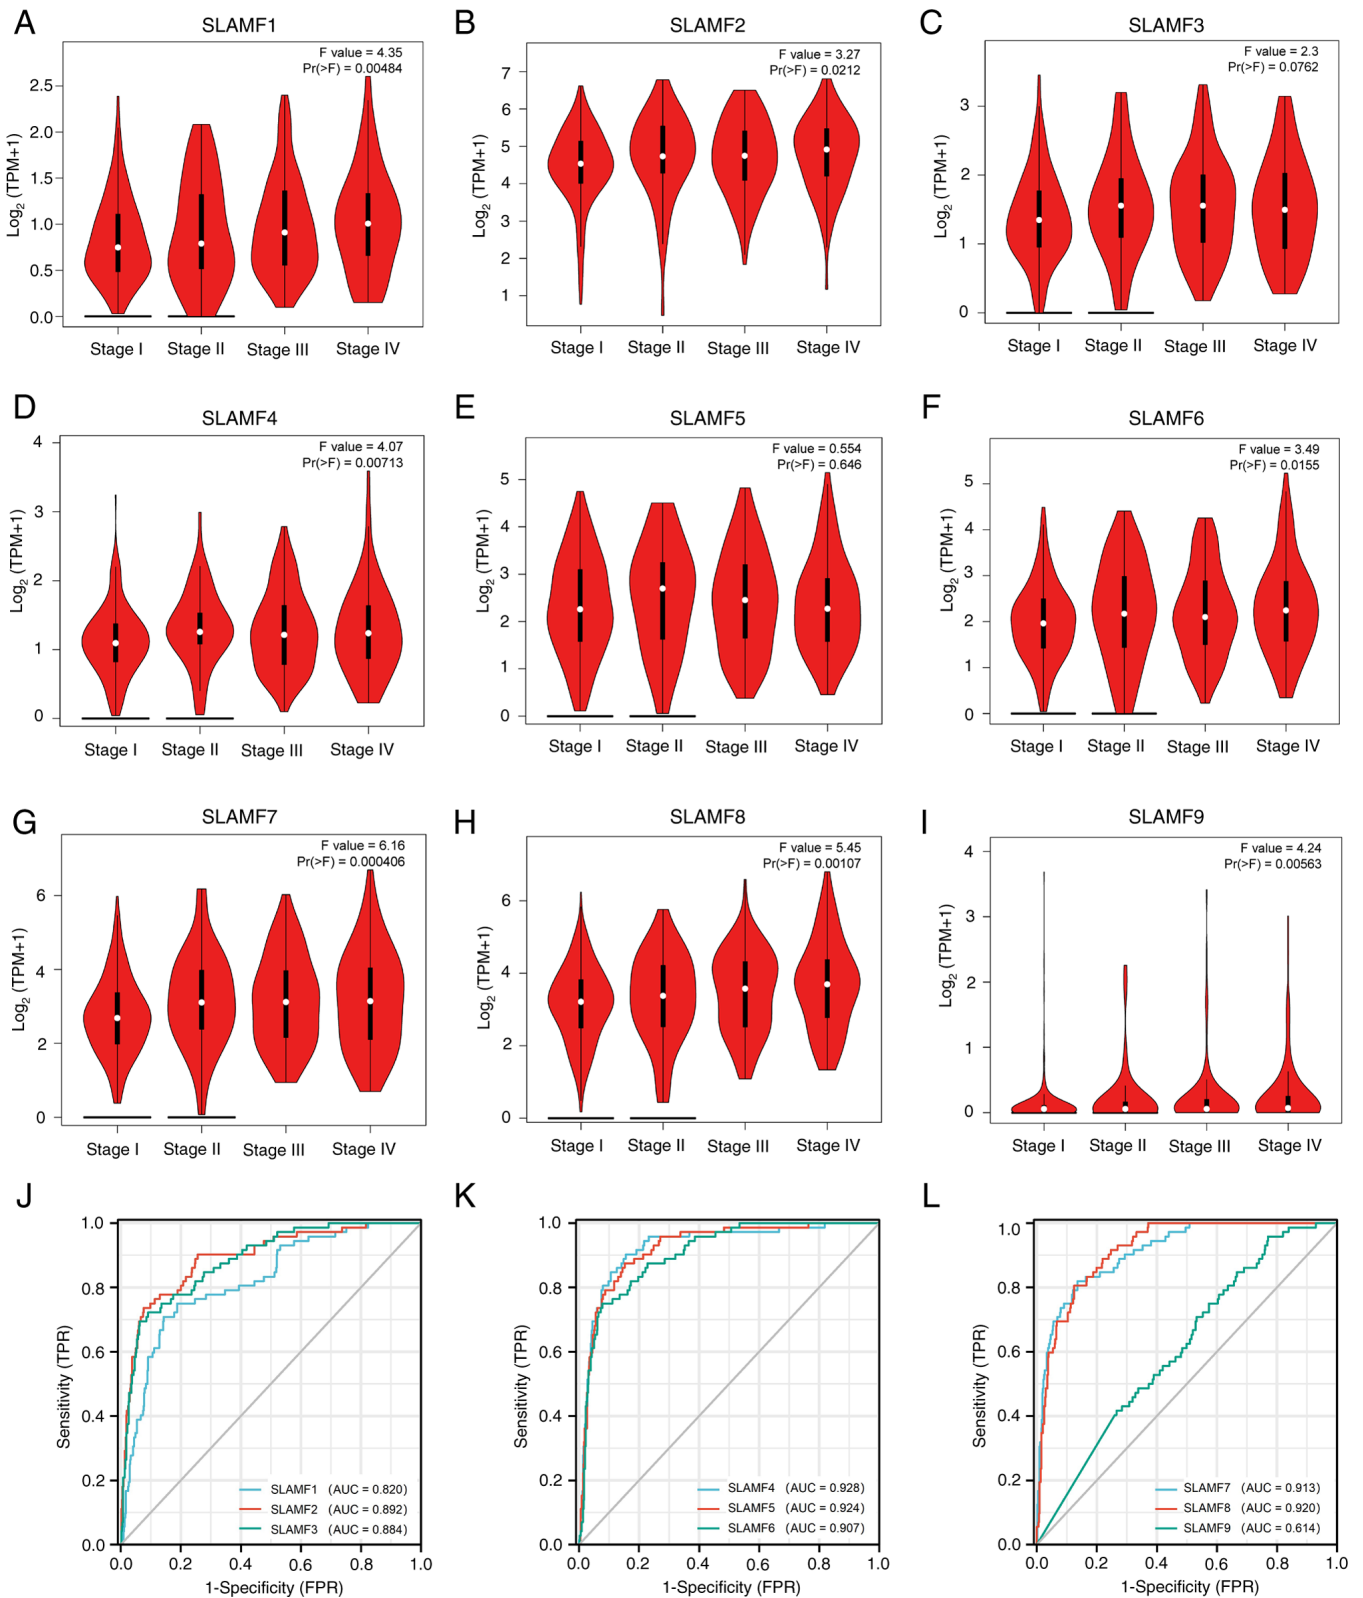 A
SLAMF1
F value = 4.35
Pr(>F) = 0.00484
Log2 (TPM+1)
2.5
2.0
1.5
1.0
0.5
0.0
Stage I Stage II Stage III Stage IV
B
SLAMF2
F value = 3.27
Pr(>F) = 0.0212
Log2 (TPM+1)
7
6
5
4
3
2
1
Stage I Stage II Stage III Stage IV
C
SLAMF3
F value = 2.3
Pr(>F) = 0.0762
Log2 (TPM+1)
3
2
1
0
Stage I Stage II Stage III Stage IV
D
SLAMF4
F value = 4.07
Pr(>F) = 0.00713
Log2 (TPM+1)
4
3
2
1
0
Stage I Stage II Stage III Stage IV
E
SLAMF5
F value = 0.554
Pr(>F) = 0.646
Log2 (TPM+1)
5
4
3
2
1
0
Stage I Stage II Stage III Stage IV
F
SLAMF6
F value = 3.49
Pr(>F) = 0.0155
Log2 (TPM+1)
5
4
3
2
1
0
Stage I Stage II Stage III Stage IV
G
SLAMF7
F value = 6.16
Pr(>F) = 0.000406
Log2 (TPM+1)
6
4
2
0
Stage I Stage II Stage III Stage IV
H
SLAMF8
F value = 5.45
Pr(>F) = 0.00107
Log2 (TPM+1)
6
4
2
0
Stage I Stage II Stage III Stage IV
I
SLAMF9
F value = 4.24
Pr(>F) = 0.00563
Log2 (TPM+1)
4
3
2
1
0
Stage I Stage II Stage III Stage IV
J
Sensitivity (TPR)
1.0
0.8
0.6
0.4
0.2
0.0
SLAMF1 (AUC = 0.820)
SLAMF2 (AUC = 0.892)
SLAMF3 (AUC = 0.884)
0.0 0.2 0.4 0.6 0.8 1.0
1-Specificity (FPR)
K
Sensitivity (TPR)
1.0
0.8
0.6
0.4
0.2
0.0
SLAMF4 (AUC = 0.928)
SLAMF5 (AUC = 0.924)
SLAMF6 (AUC = 0.907)
0.0 0.2 0.4 0.6 0.8 1.0
1-Specificity (FPR)
L
Sensitivity (TPR)
1.0
0.8
0.6
0.4
0.2
0.0
SLAMF7 (AUC = 0.913)
SLAMF8 (AUC = 0.920)
SLAMF9 (AUC = 0.614)
0.0 0.2 0.4 0.6 0.8 1.0
1-Specificity (FPR)